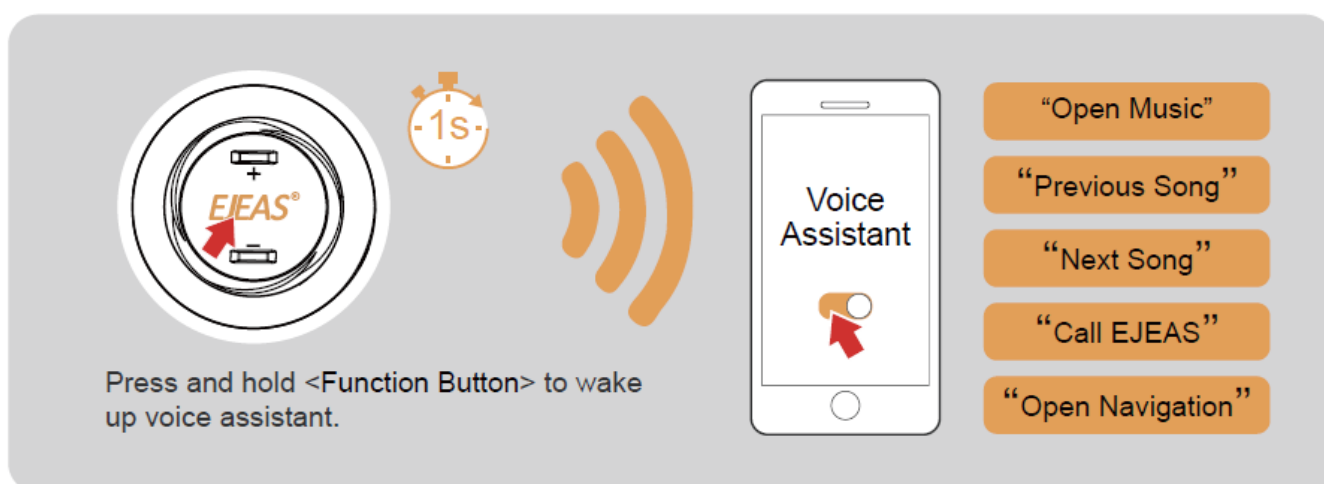 1s
+
EJEAS®
−
Press and hold <Function Button> to wake
up voice assistant.
Voice
Assistant
“Open Music”
“Previous Song”
“Next Song”
“Call EJEAS”
“Open Navigation”